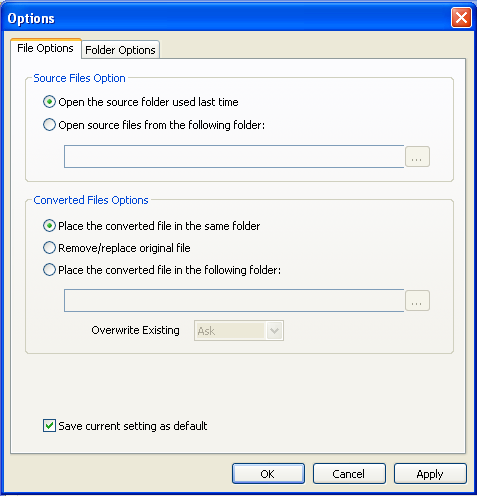 Options
File Options Folder Options
Source Files Option
Open the source folder used last time
Open source files from the following folder:
...
Converted Files Options
Place the converted file in the same folder
Remove/replace original file
Place the converted file in the following folder:
...
Overwrite Existing Ask
Save current setting as default
OK Cancel Apply